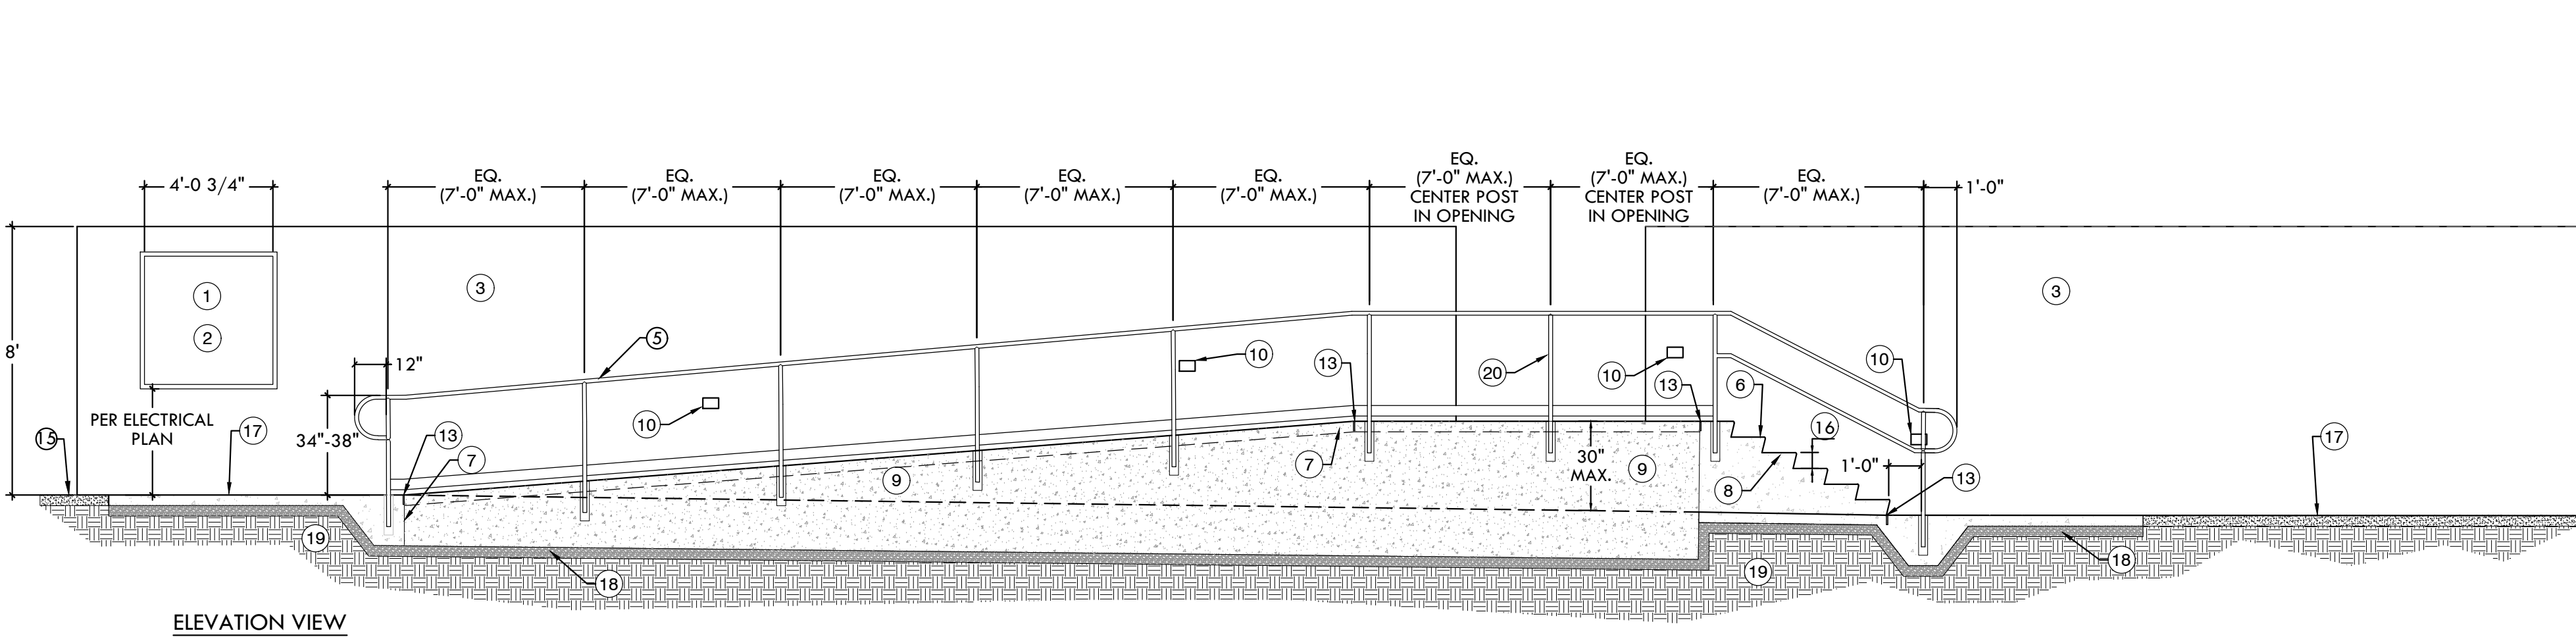 EQ.
(7'-0" MAX.)
EQ.
(7'-0" MAX.)
EQ.
(7'-0" MAX.)
EQ.
(7'-0" MAX.)
EQ.
(7'-0" MAX.)
EQ.
(7'-0" MAX.)
CENTER POST
IN OPENING
EQ.
(7'-0" MAX.)
CENTER POST
IN OPENING
EQ.
(7'-0" MAX.)
4'-0 3/4"
1'-0"
8'
1
2
3
3
5
12"
10
13
10
20
10
13
6
10
PER ELECTRICAL
PLAN
34"-38"
10
16
15
17
13
7
7
9
30"
MAX.
9
8
1'-0"
13
17
19
18
19
18
ELEVATION VIEW